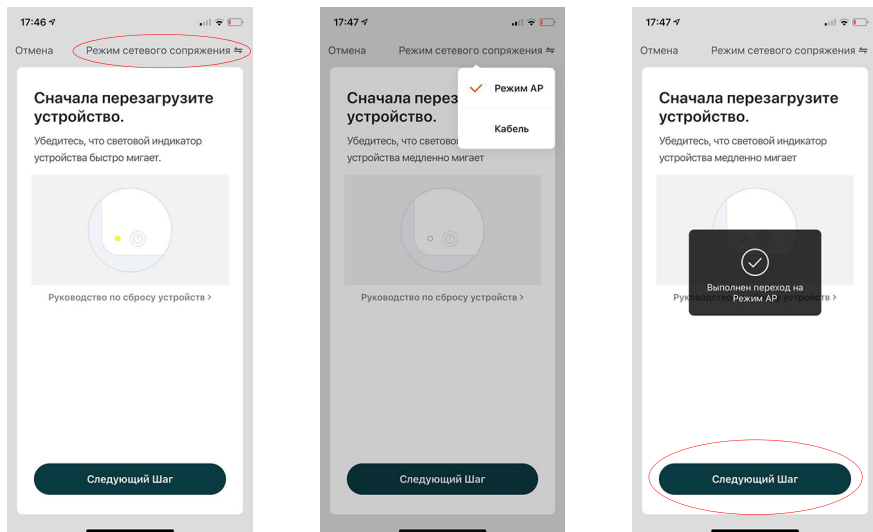 17:46
Отмена
Режим сетевого сопряжения
Сначала перезагрузите
устройство.
Убедитесь, что световой индикатор
устройства быстро мигает.
Руководство по сбросу устройств >
Следующий Шаг
17:47
Отмена
Режим сетевого сопряжения
Режим AP
Кабель
Сначала перез
устройство.
Убедитесь, что светово
устройства медленно мигает
Руководство по сбросу устройств >
Следующий Шаг
17:47
Отмена
Режим сетевого сопряжения
Сначала перезагрузите
устройство.
Убедитесь, что световой индикатор
устройства медленно мигает
Выполнен переход на
Режим AP
Следующий Шаг